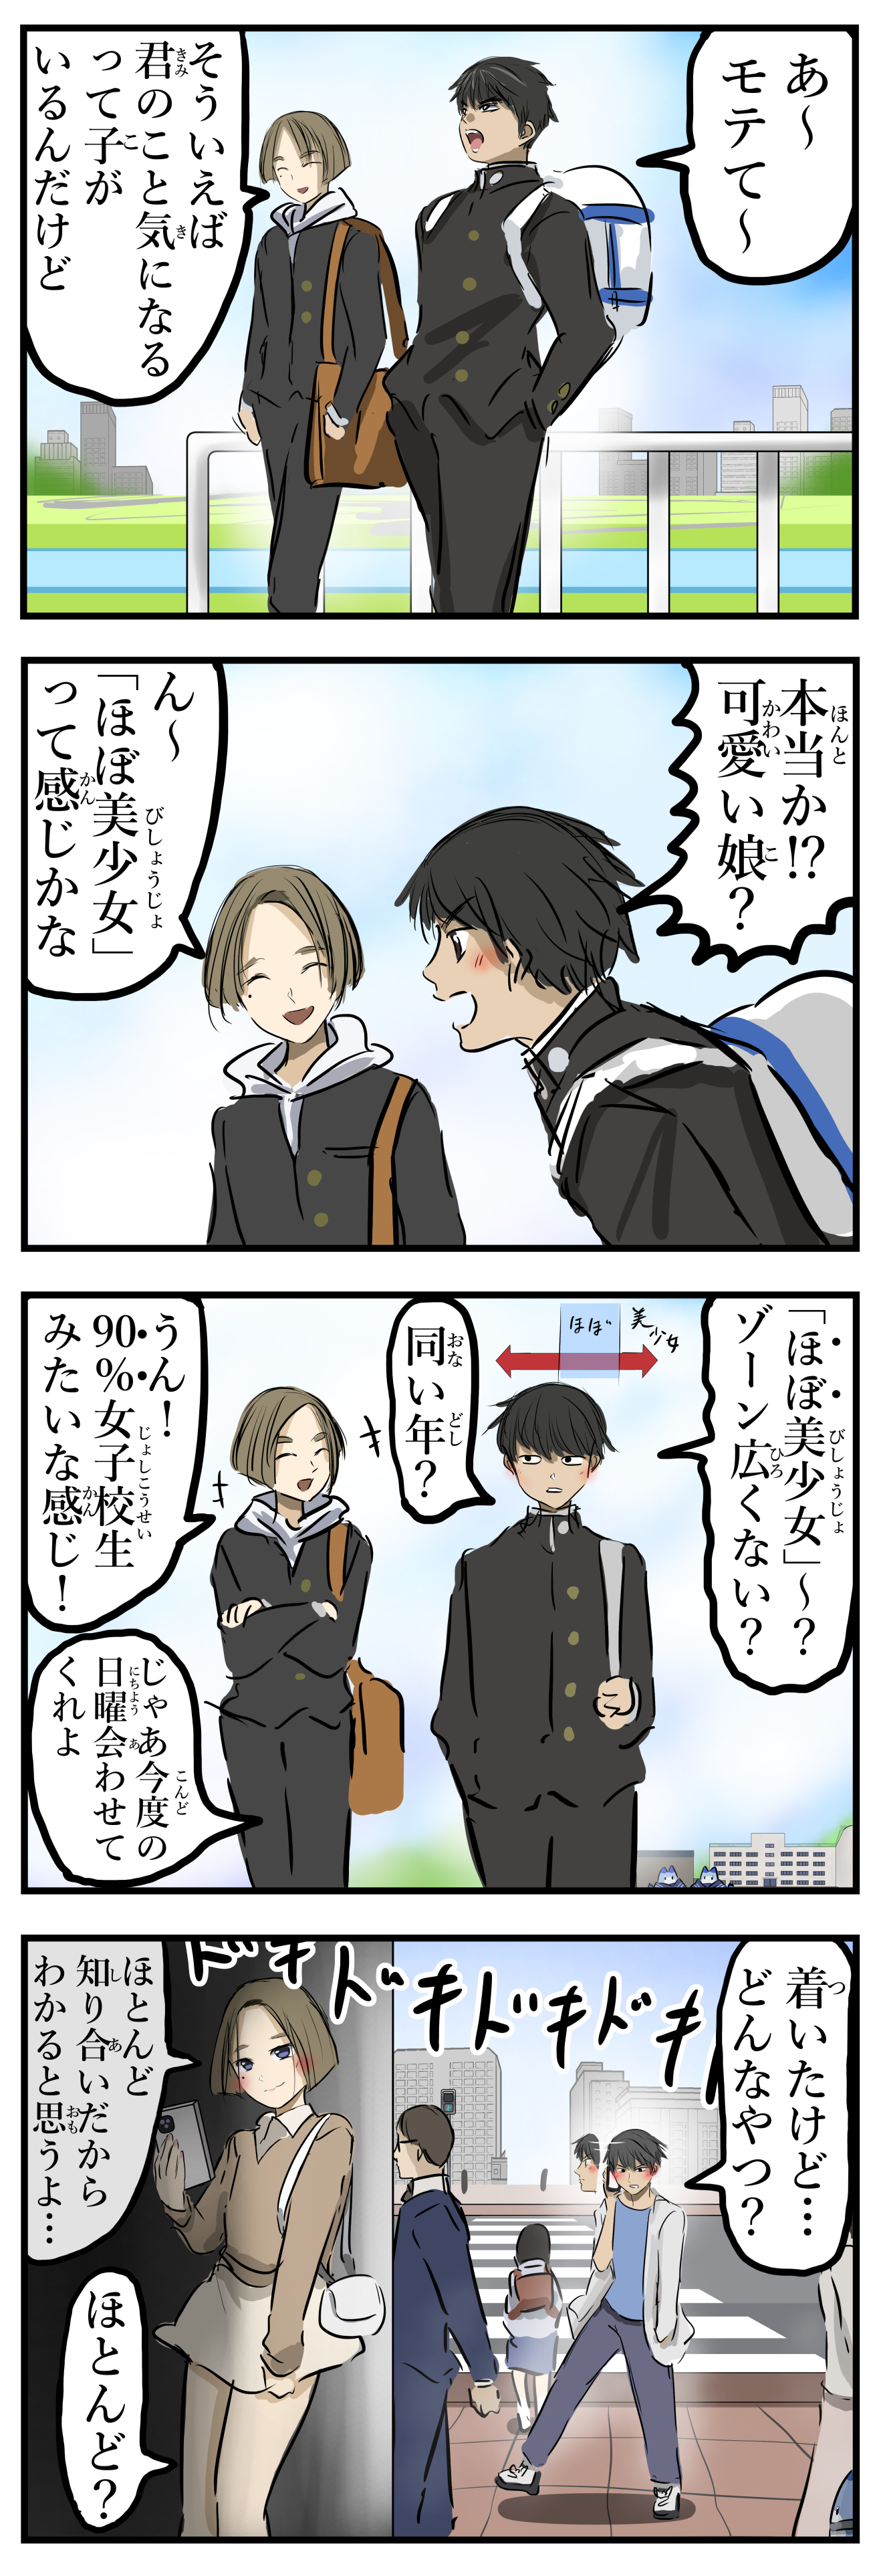 あ〜
モテて〜
そういえば
君のこと気になる
って子が
いるんだけど
本当か!?
可愛い娘？
ん〜
「ほぼ美少女」
って感じかな
「ほぼ美少女」〜？
ゾーン広くない？
美少女
ほぼ
同い年？
うん！
90％女子校生
みたいな感じ！
じゃあ今度の
日曜会わせて
くれよ
着いたけど…
どんなやつ？
ドキドキドキドキ
ほとんど
知り合いだから
わかると思うよ…
ほとんど？